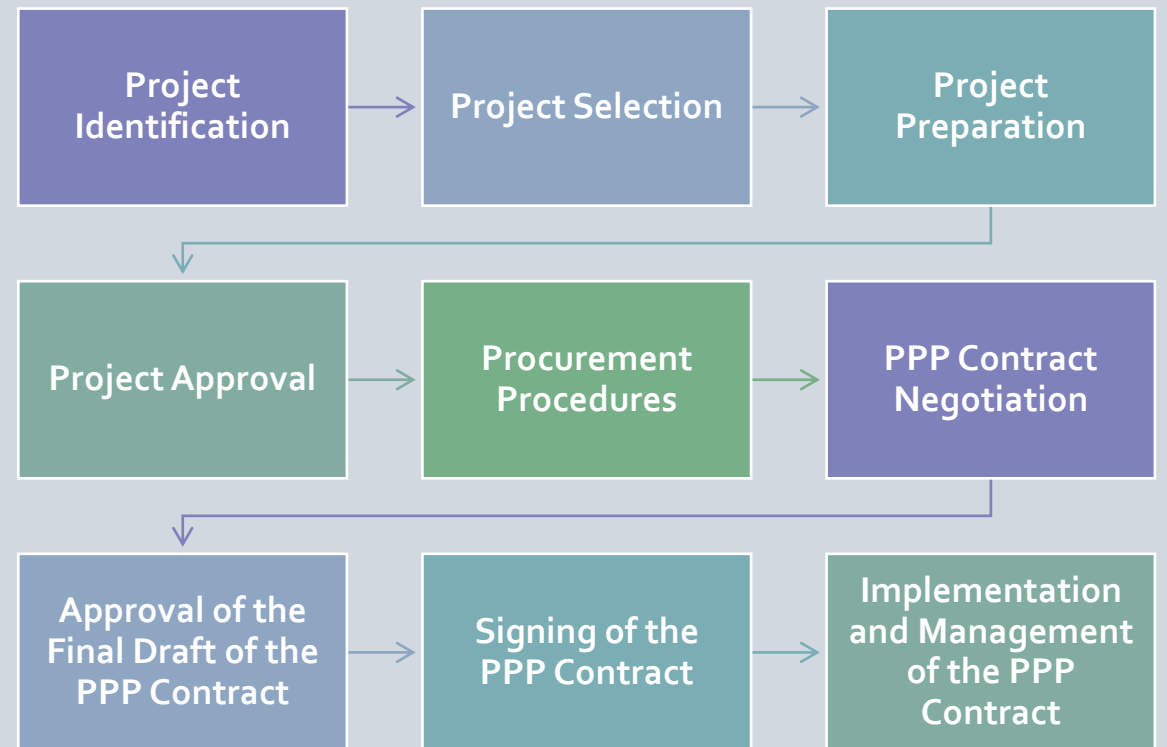 Project
Identification
Project Selection
Project
Preparation
Project Approval
Procurement
Procedures
PPP Contract
Negotiation
Approval of the
Final Draft of the
PPP Contract
Signing of the
PPP Contract
Implementation
and Management
of the PPP
Contract